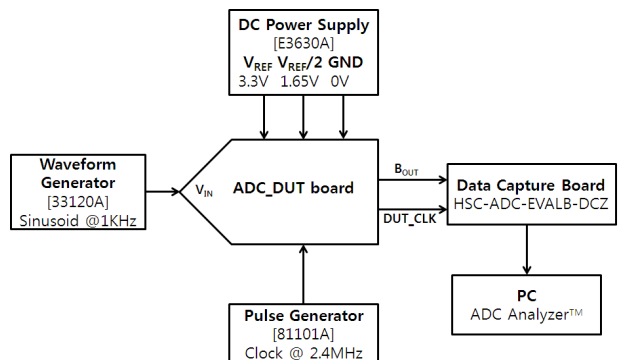 DC Power Supply
[E3630A]
VREF VREF/2 GND
3.3V 1.65V 0V
Waveform
Generator
[33120A]
Sinusoid @1KHz
VIN
ADC_DUT board
BOUT
DUT_CLK
Data Capture Board
HSC-ADC-EVALB-DCZ
PC
ADC Analyzer™
Pulse Generator
[81101A]
Clock @ 2.4MHz